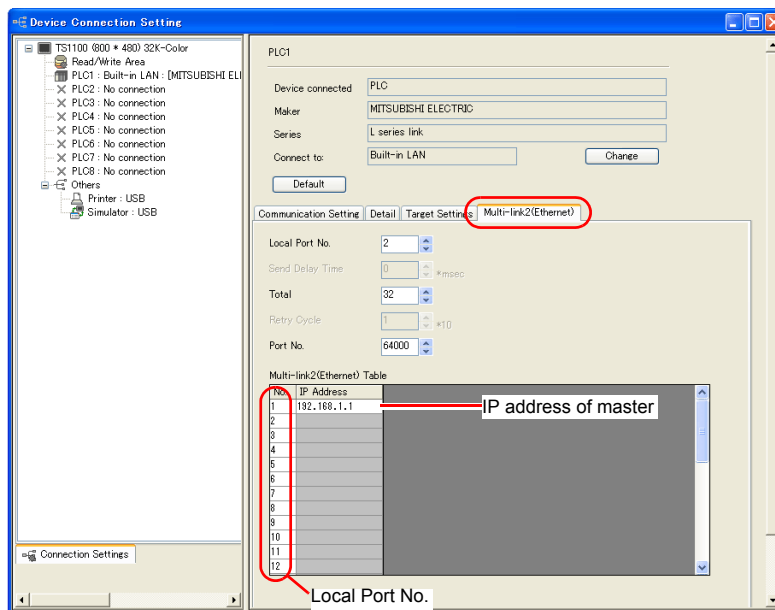 Device Connection Setting
TS1100 (800 * 480) 32K-Color
Read/Write Area
PLC1 : Built-in LAN : [MITSUBISHI ELI
PLC2 : No connection
PLC3 : No connection
PLC4 : No connection
PLC5 : No connection
PLC6 : No connection
PLC7 : No connection
PLC8 : No connection
Others
Printer : USB
Simulator : USB
Connection Settings
PLC1
Device connected PLC
Maker MITSUBISHI ELECTRIC
Series L series link
Connect to: Built-in LAN Change
Default
Communication Setting Detail Target Settings Multi-link2(Ethernet)
Local Port No. 2
Send Delay Time 0 *msec
Total 32
Retry Cycle 1 *10
Port No. 64000
Multi-link2(Ethernet) Table
No. IP Address
1 192.168.1.1 IP address of master
2
3
4
5
6
7
8
9
10
11
12
Local Port No.